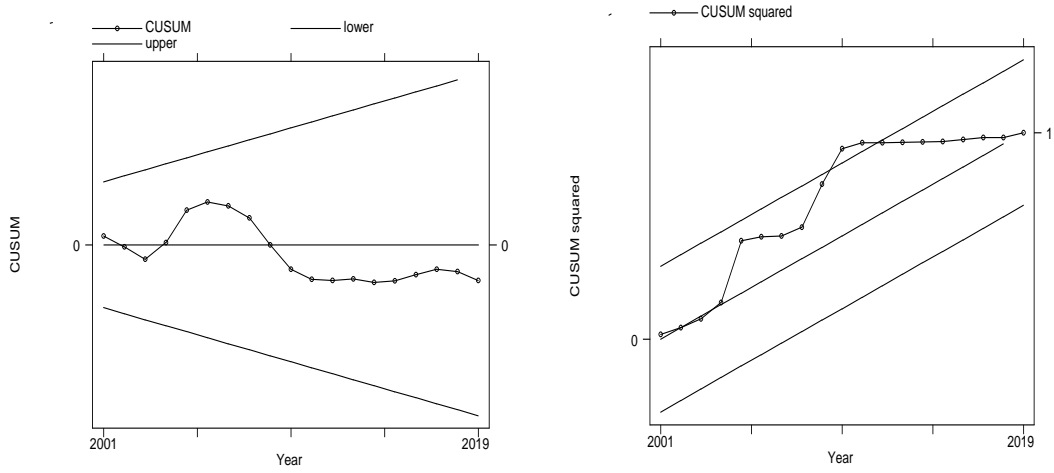 CUSUM
lower
upper
CUSUM
0
0
2001
2019
Year
CUSUM squared
CUSUM squared
0
1
2001
2019
Year